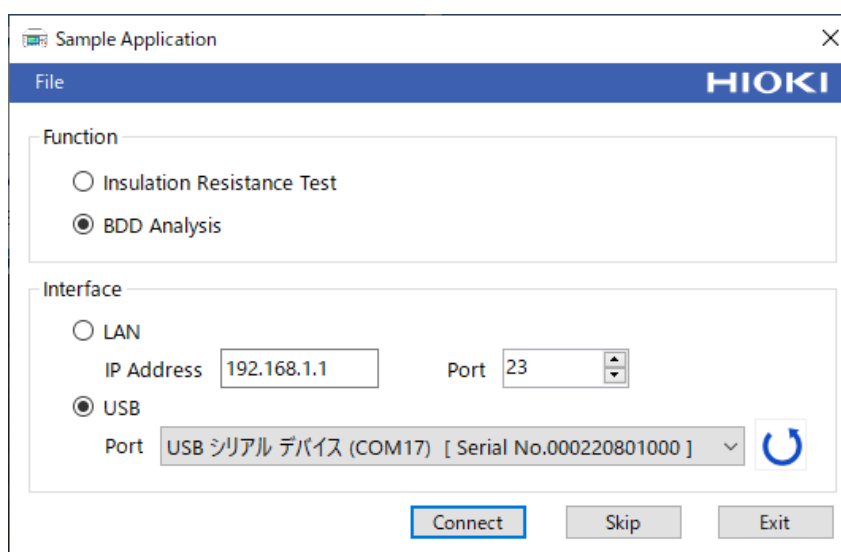 Sample Application
File HIOKI
Function
Insulation Resistance Test
BDD Analysis
Interface
LAN
IP Address 192.168.1.1 Port 23
USB
Port USB シリアル デバイス (COM17) [ Serial No.000220801000 ]
Connect Skip Exit